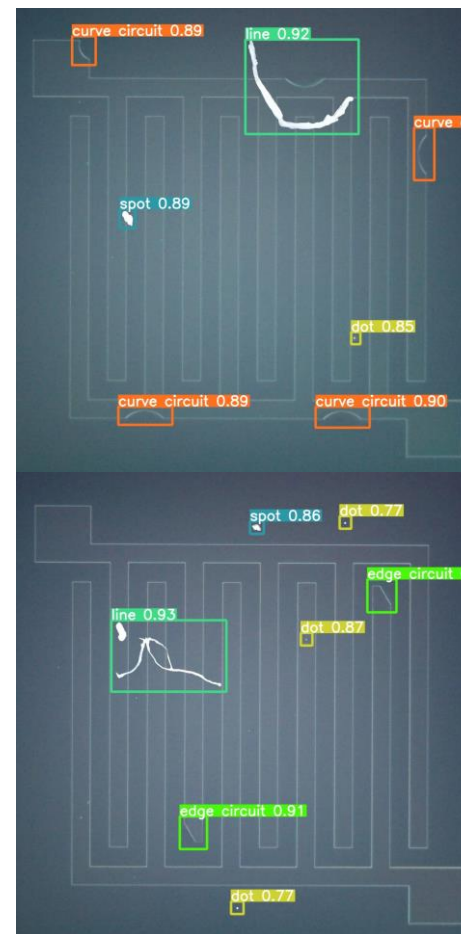 curve circuit 0.89
line 0.92
curve
spot 0.89
dot 0.85
curve circuit 0.89
curve circuit 0.90
spot 0.86
dot 0.77
edge circuit
line 0.93
dot 0.87
edge circuit 0.91
dot 0.77